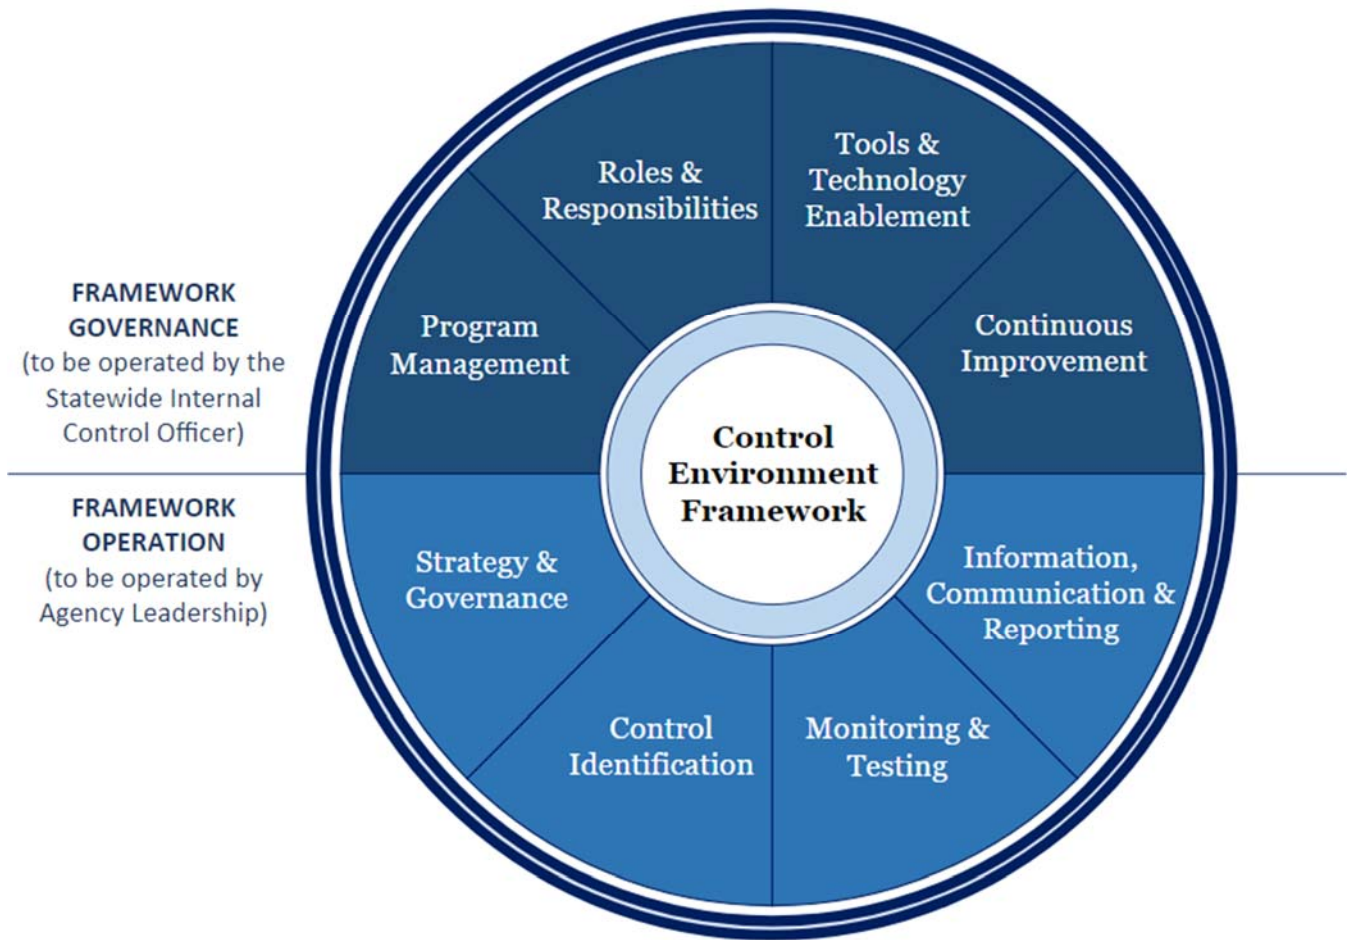 Tools &
Technology
Enablement
Roles &
Responsibilities
Continuous
Improvement
Program
Management
FRAMEWORK
GOVERNANCE
(to be operated by the
Statewide Internal
Control Officer)
Control
Environment
Framework
FRAMEWORK
OPERATION
(to be operated by
Agency Leadership)
Strategy &
Governance
Information,
Communication &
Reporting
Control
Identification
Monitoring &
Testing